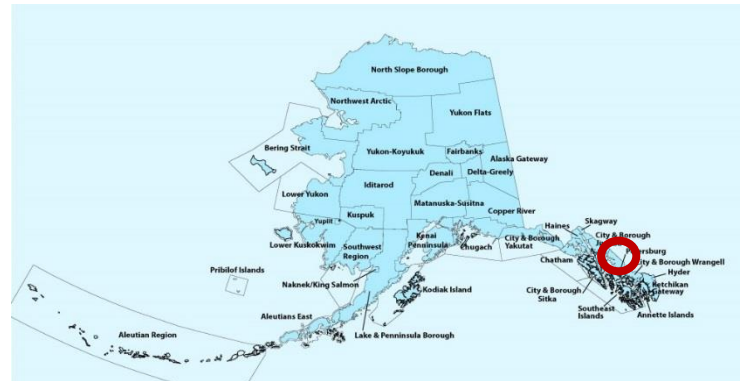 North Slope Borough
Northwest Arctic
Yukon Flats
Bering Strait
Yukon-Koyukuk
Fairbanks
Alaska Gateway
Denali
Delta-Greely
Iditarod
Lower Yukon
Matanuska-Susitna
Copper River
Kuspuk
Yupiit
Lower Kuskokwim
Southwest
Region
Kenai
Penninsula
Chugach
City & Borough
Yakutat
Haines
Skagway
City & Borough
Chatham
City & Borough Wrangell
Hyder
Ketchikan
Gateway
Annette Islands
Southeast
Islands
City & Borough
Sitka
Pribilof Islands
Naknek/King Salmon
Kodiak Island
Aleutians East
Lake & Penninsula Borough
Aleutian Region